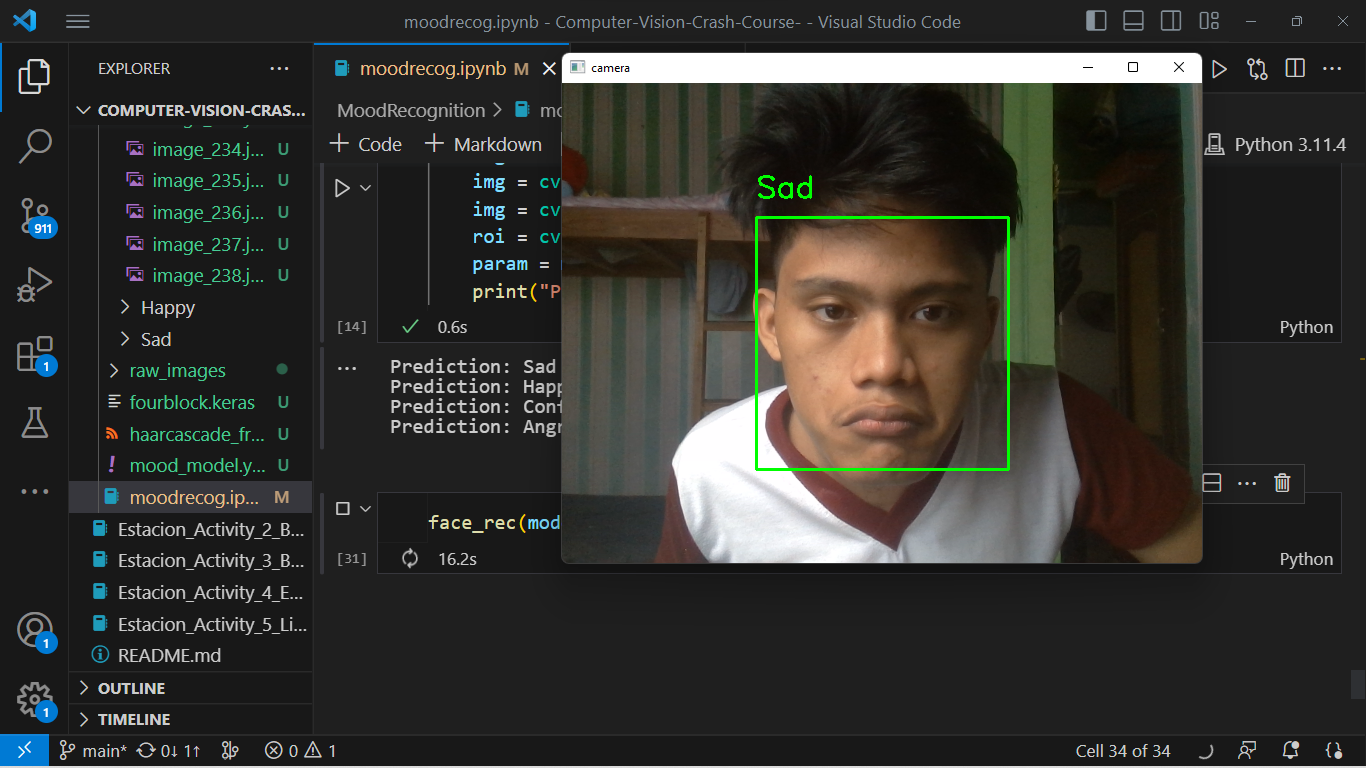 moodrecog.ipynb - Computer-Vision-Crash-Course- - Visual Studio Code
EXPLORER
COMPUTER-VISION-CRAS...
image_234.j... U
image_235.j... U
image_236.j... U
image_237.j... U
image_238.j... U
Happy
Sad
raw_images
fourblock.keras U
haarcascade_fr... U
mood_model.y... U
moodrecog.ip... M
Estacion_Activity_2_B...
Estacion_Activity_3_B...
Estacion_Activity_4_E...
Estacion_Activity_5_Li...
README.md
OUTLINE
TIMELINE
911
1
1
1
moodrecog.ipynb M
MoodRecognition
Code
Markdown
Python 3.11.4
img = cv
img = cv
roi = cv
param =
print("P
[14]
0.6s
Python
Prediction: Sad
Prediction: Hap
Prediction: Con
Prediction: Ang
face_rec(mod
[31]
16.2s
Python
camera
Sad
main*
0↓ 1↑
0
1
Cell 34 of 34